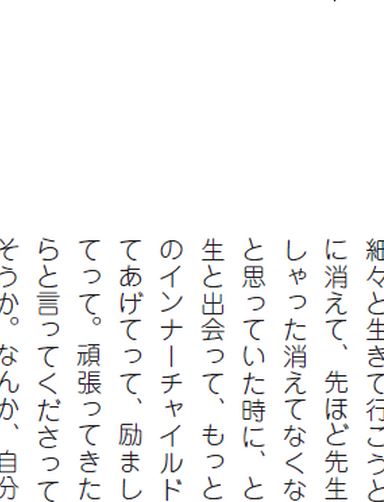 細々と生きて行こうと
に消えて、先ほど先生
しゃった消えてなくな
と思っていた時に、と
生と出会って、もっと
のインナーチャイルド
てあげてって、励まし
てって。頑張ってきた
らと言ってくださって
そうか。なんか、自分